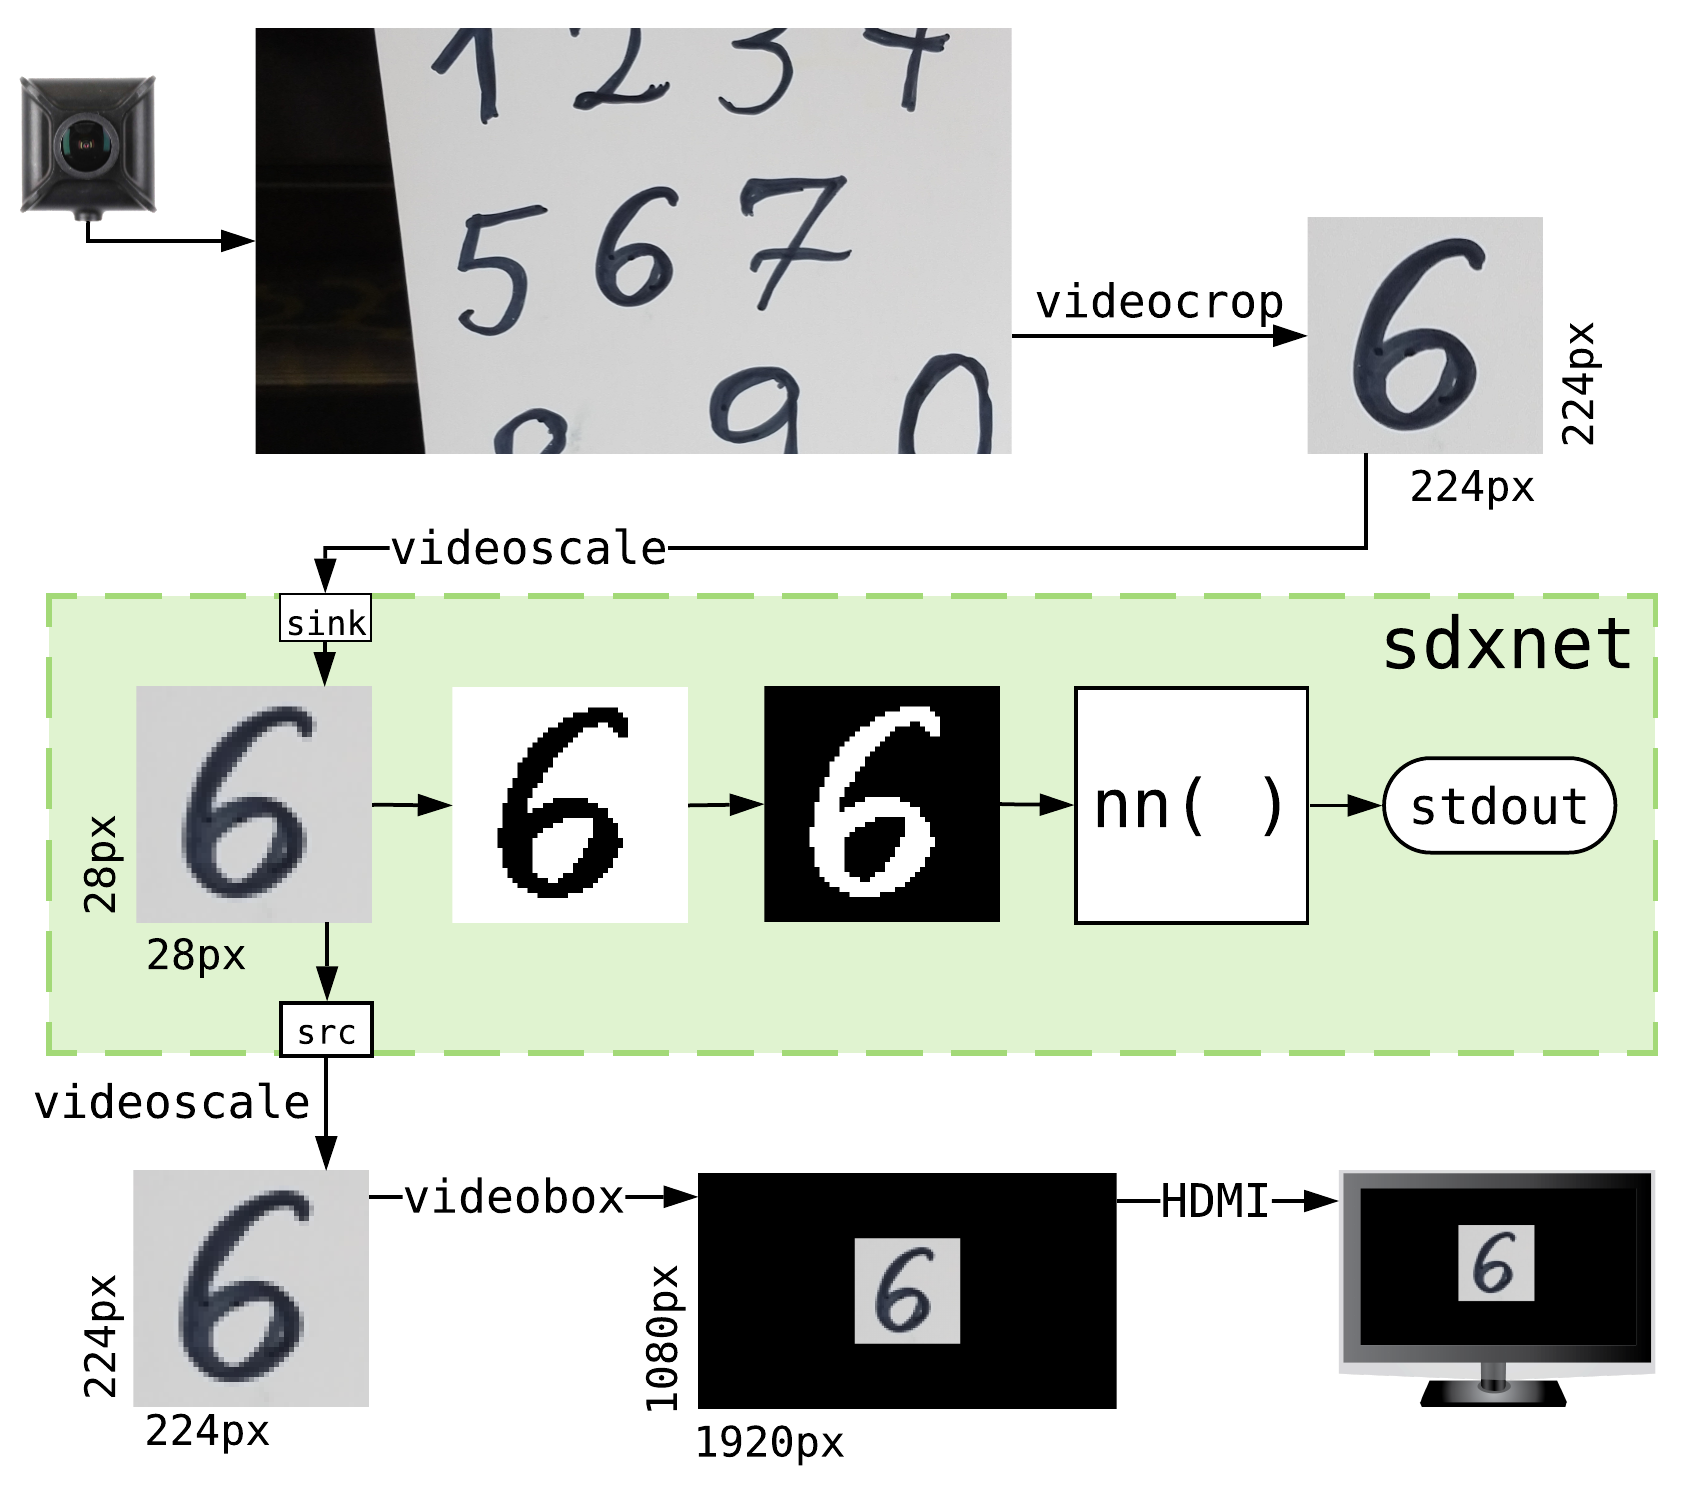 1 2 3 4
5 6 7
8 9 0
videocrop
6
224px
224px
videoscale
sink
sdxnet
6
6
6
nn( )
stdout
28px
28px
src
videoscale
6
videobox
6
HDMI
6
224px
224px
1080px
1920px